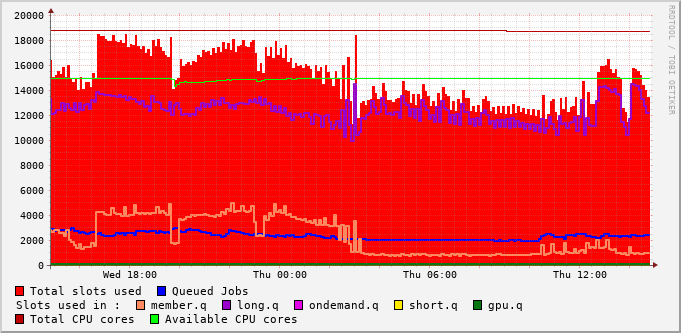 20000
18000
16000
14000
12000
10000
8000
6000
4000
2000
0
Wed 18:00 Thu 00:00 Thu 06:00 Thu 12:00
RRDTOOL / TOBI OETIKER
Total slots used Queued Jobs
Slots used in : member.q long.q ondemand.q short.q gpu.q
Total CPU cores Available CPU cores